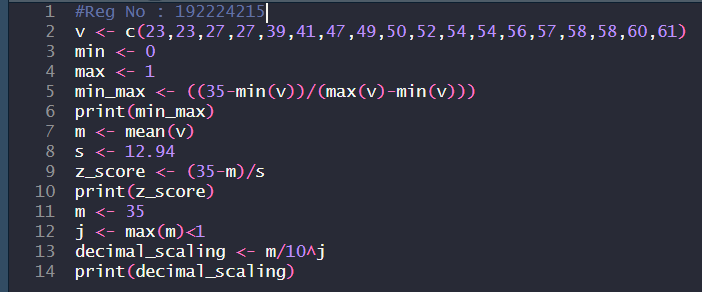 1 #Reg No : 192224215
2 v <- c(23,23,27,27,39,41,47,49,50,52,54,54,56,57,58,58,60,61)
3 min <- 0
4 max <- 1
5 min_max <- ((35-min(v))/(max(v)-min(v)))
6 print(min_max)
7 m <- mean(v)
8 s <- 12.94
9 z_score <- (35-m)/s
10 print(z_score)
11 m <- 35
12 j <- max(m)<1
13 decimal_scaling <- m/10^j
14 print(decimal_scaling)